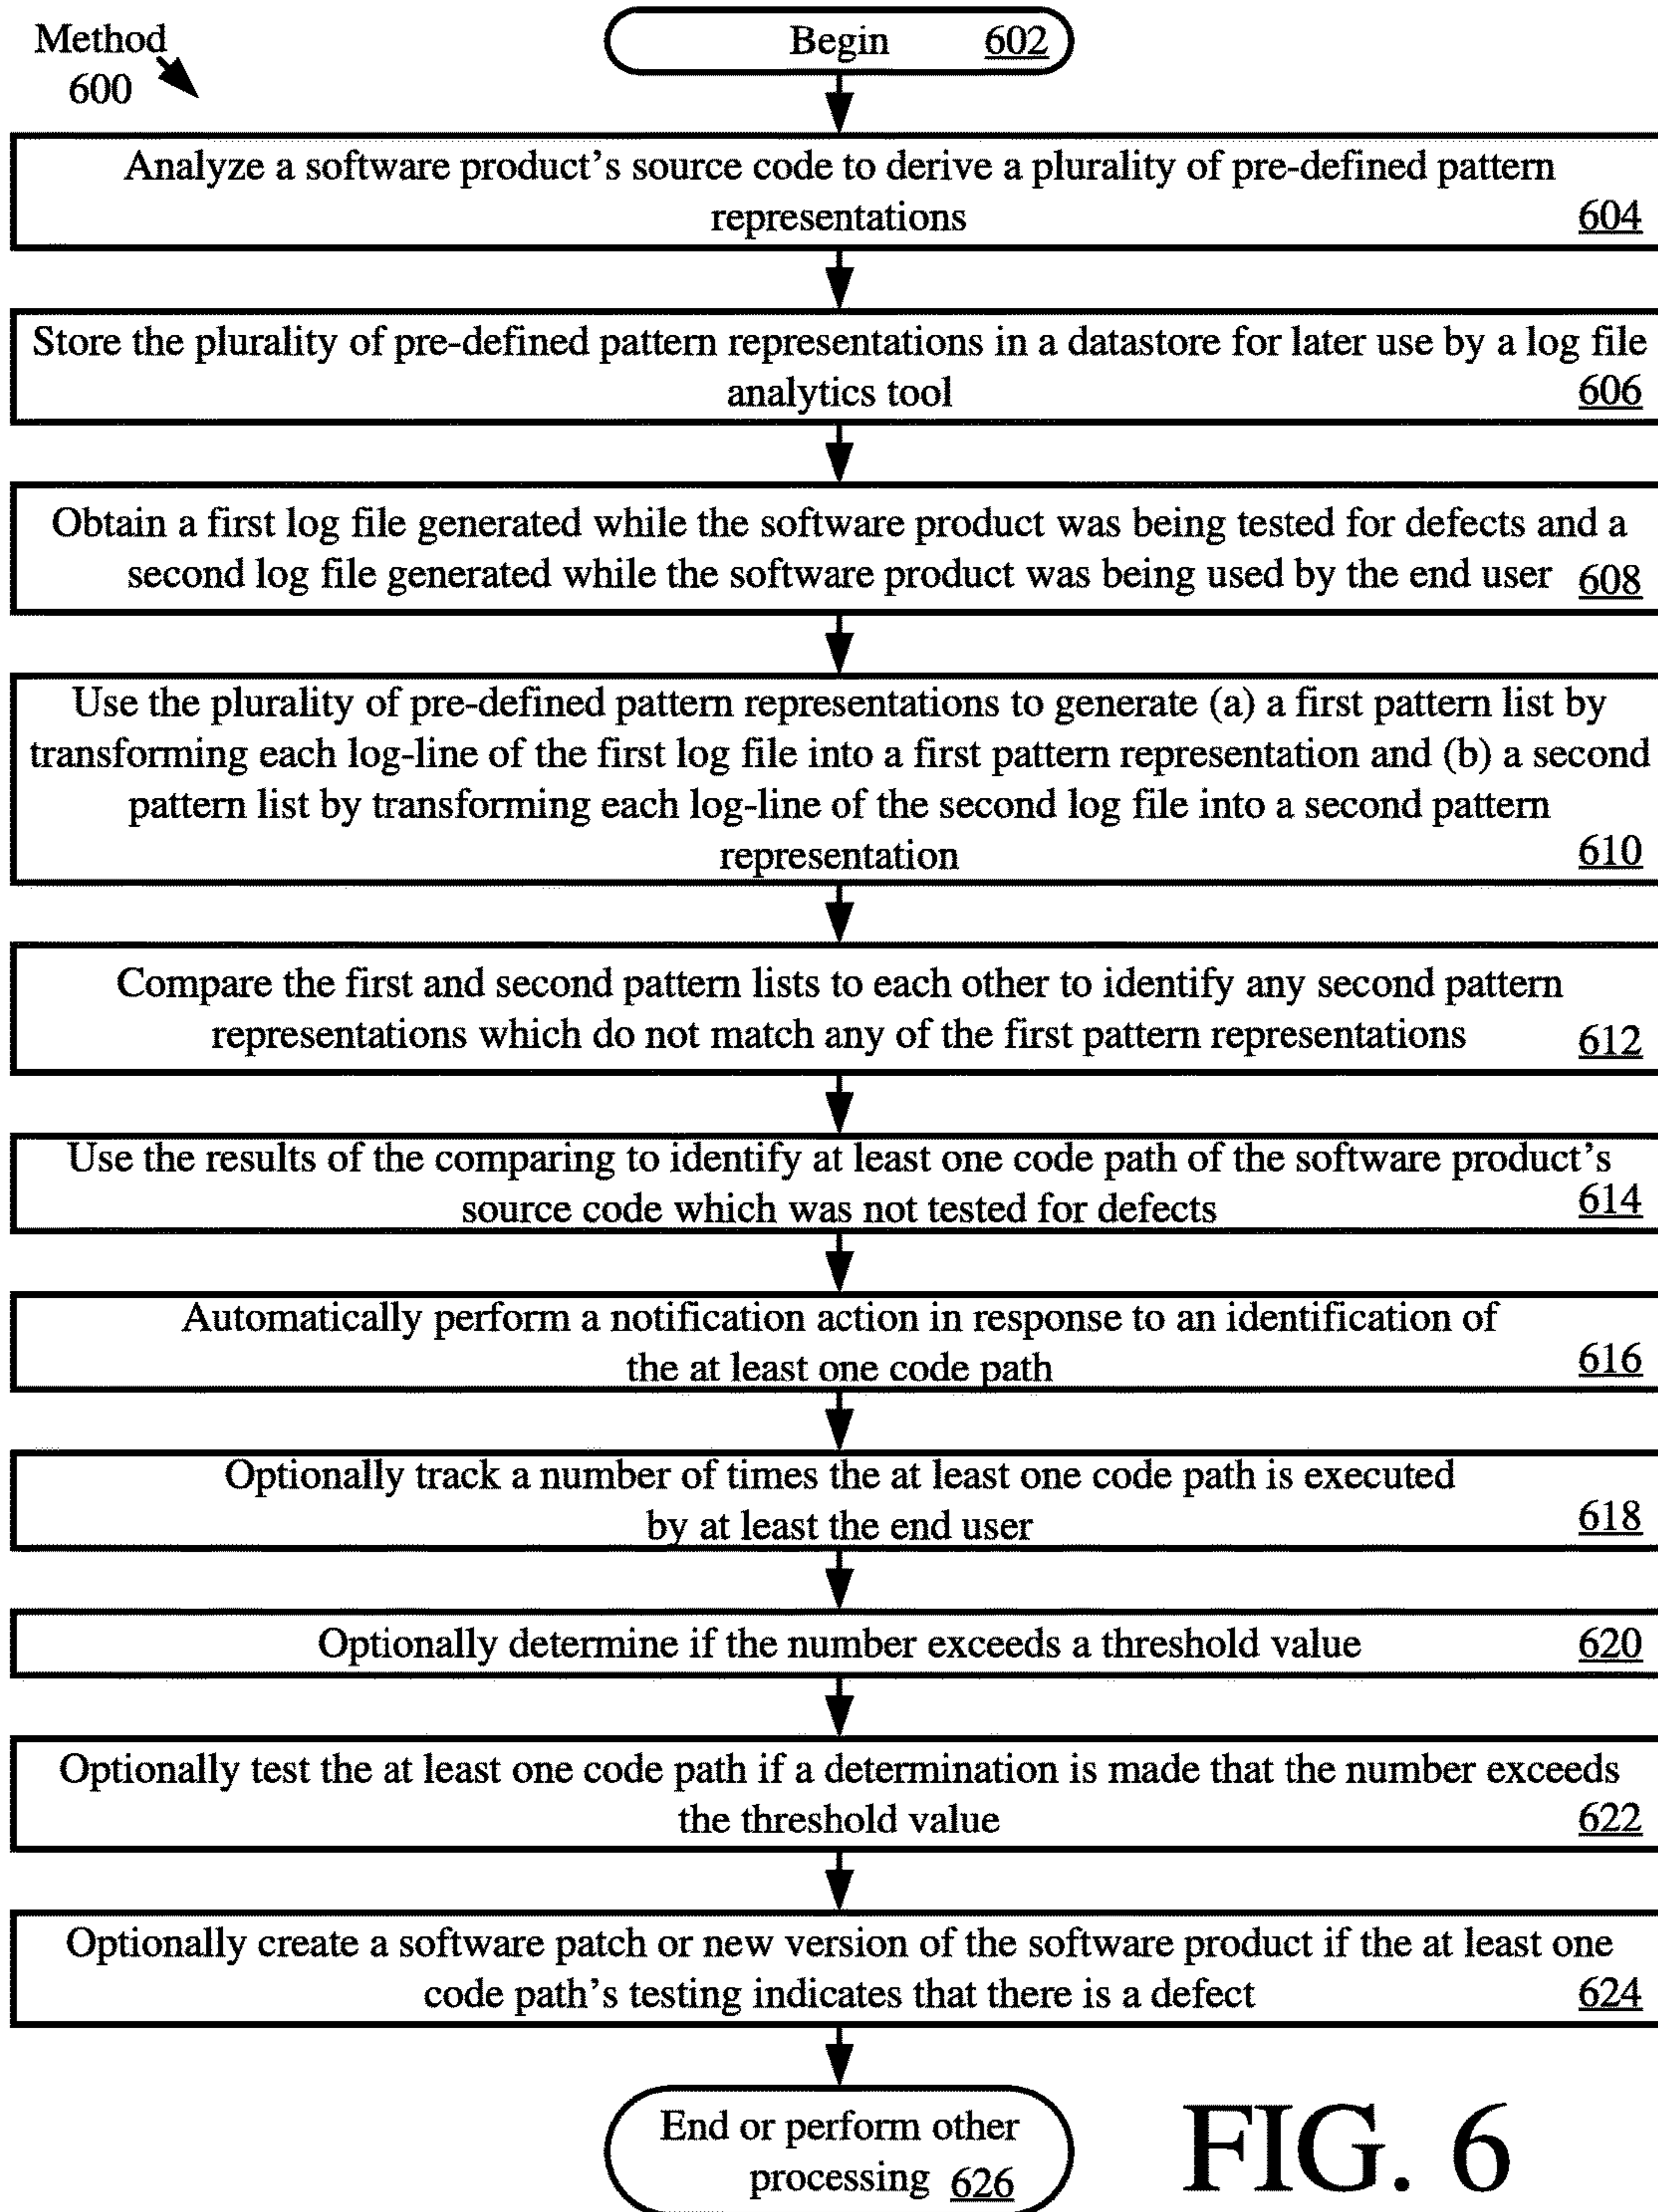 Method
600
Begin 602
Analyze a software product's source code to derive a plurality of pre-defined pattern
representations 604
Store the plurality of pre-defined pattern representations in a datastore for later use by a log file
analytics tool 606
Obtain a first log file generated while the software product was being tested for defects and a
second log file generated while the software product was being used by the end user 608
Use the plurality of pre-defined pattern representations to generate (a) a first pattern list by
transforming each log-line of the first log file into a first pattern representation and (b) a second
pattern list by transforming each log-line of the second log file into a second pattern
representation 610
Compare the first and second pattern lists to each other to identify any second pattern
representations which do not match any of the first pattern representations 612
Use the results of the comparing to identify at least one code path of the software product's
source code which was not tested for defects 614
Automatically perform a notification action in response to an identification of
the at least one code path 616
Optionally track a number of times the at least one code path is executed
by at least the end user 618
Optionally determine if the number exceeds a threshold value 620
Optionally test the at least one code path if a determination is made that the number exceeds
the threshold value 622
Optionally create a software patch or new version of the software product if the at least one
code path's testing indicates that there is a defect 624
End or perform other
processing 626
FIG. 6